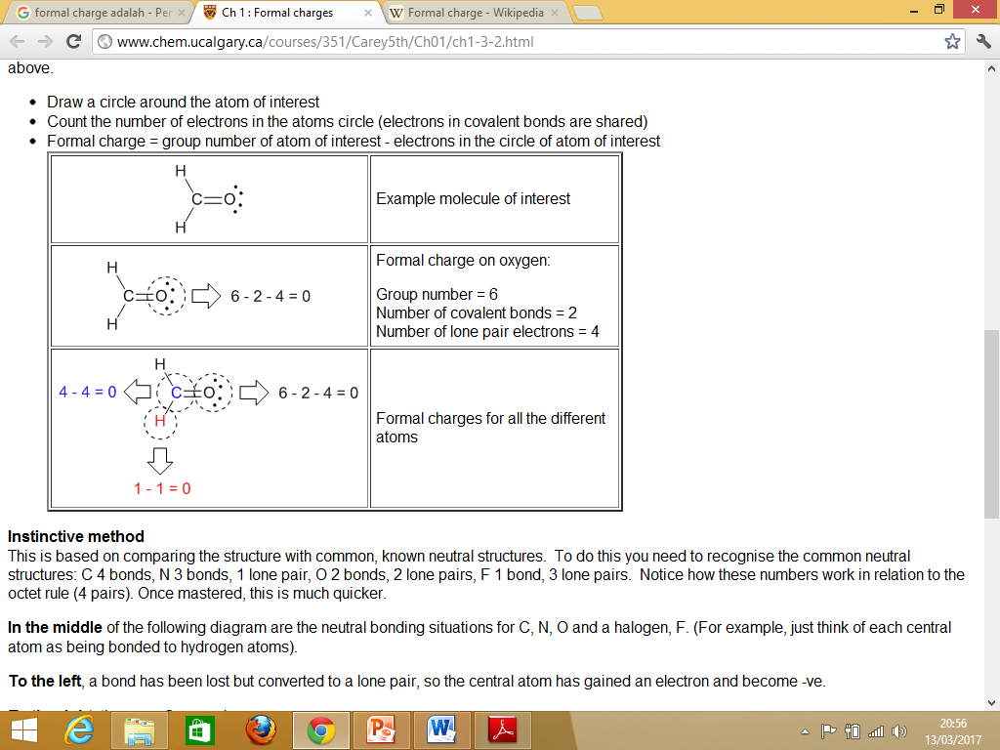 formal charge adalah - Per
Ch 1 : Formal charges
Formal charge - Wikipedia
www.chem.ucalgary.ca/courses/351/Carey5th/Ch01/ch1-3-2.html
above.
• Draw a circle around the atom of interest
• Count the number of electrons in the atoms circle (electrons in covalent bonds are shared)
• Formal charge = group number of atom of interest - electrons in the circle of atom of interest
H
C=O
H
Example molecule of interest
H
C=O
H
6 - 2 - 4 = 0
Formal charge on oxygen:
Group number = 6
Number of covalent bonds = 2
Number of lone pair electrons = 4
H
4 - 4 = 0
C=O
6 - 2 - 4 = 0
H
1 - 1 = 0
Formal charges for all the different
atoms
Instinctive method
This is based on comparing the structure with common, known neutral structures.  To do this you need to recognise the common neutral
structures: C 4 bonds, N 3 bonds, 1 lone pair, O 2 bonds, 2 lone pairs, F 1 bond, 3 lone pairs.  Notice how these numbers work in relation to the
octet rule (4 pairs). Once mastered, this is much quicker.
In the middle of the following diagram are the neutral bonding situations for C, N, O and a halogen, F. (For example, just think of each central
atom as being bonded to hydrogen atoms).
To the left, a bond has been lost but converted to a lone pair, so the central atom has gained an electron and become -ve.
20:56
13/03/2017